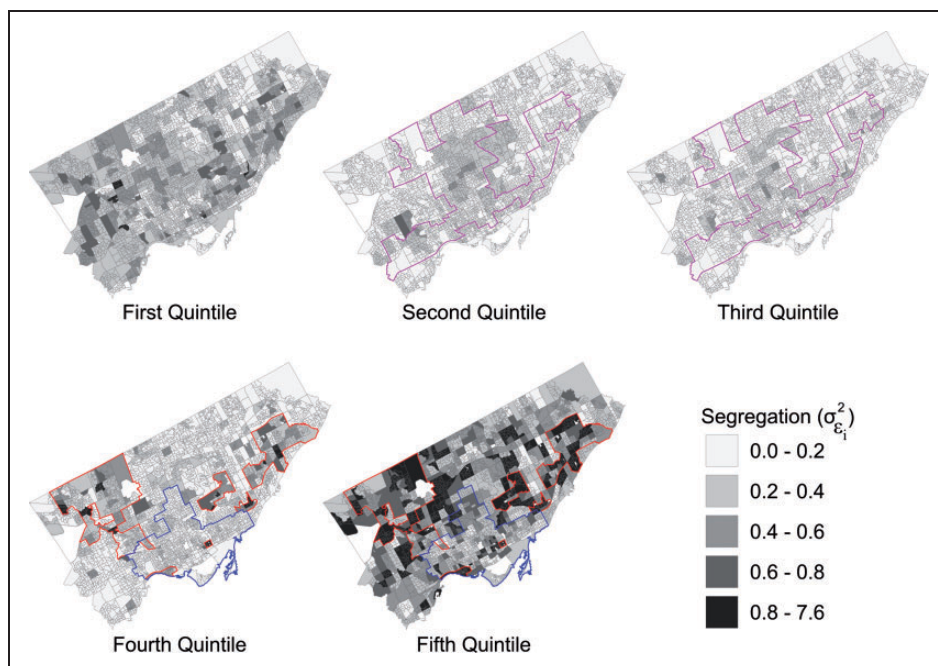 First Quintile
Second Quintile
Third Quintile
Fourth Quintile
Fifth Quintile
Segregation (σ²εᵢ)
0.0 - 0.2
0.2 - 0.4
0.4 - 0.6
0.6 - 0.8
0.8 - 7.6